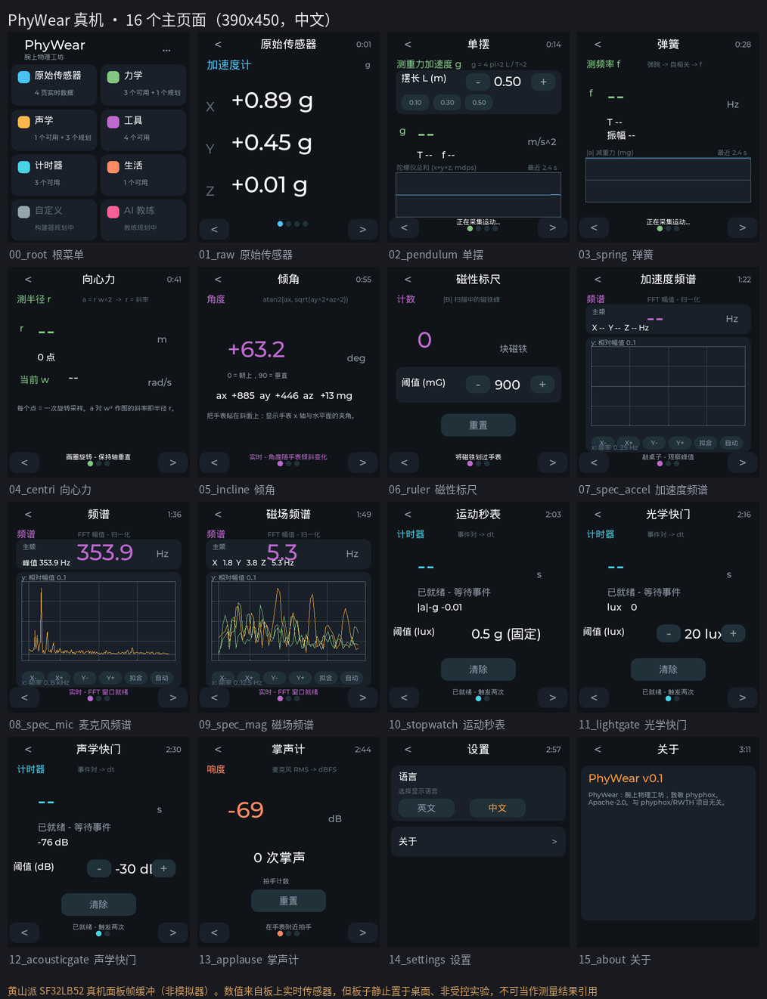 PhyWear 真机 · 16 个主页面（390x450，中文）
PhyWear
腕上物理工坊
...
原始传感器
4 页实时数据
力学
3 个可用 + 1 个规划
声学
1 个可用 + 3 个规划
工具
4 个可用
计时器
3 个可用
生活
1 个可用
自定义
构建器规划中
AI 教练
教练规划中
00_root 根菜单
< 原始传感器 0:01
加速度计 g
X +0.89 g
Y +0.45 g
Z +0.01 g
< >
01_raw 原始传感器
< 单摆 0:14
测重力加速度 g g = 4 pi^2 L / T^2
摆长 L (m) - 0.50 +
0.10 0.30 0.50
g -- m/s^2
T -- f --
陀螺仪总和 (x+y+z, mdps) 最近 2.4 s
正在采集运动...
< >
02_pendulum 单摆
< 弹簧 0:28
测频率 f 弹跳 -> 自相关 -> f
f -- Hz
T --
振幅 --
|a| 减重力 (mg) 最近 2.4 s
正在采集运动...
< >
03_spring 弹簧
< 向心力 0:41
测半径 r a = r w^2 -> r = 斜率
r -- m
0 点
当前 w -- rad/s
每个点 = 一次旋转采样。a 对 w² 作图的斜率即半径 r。
画圈旋转 - 保持轴垂直
< >
04_centri 向心力
< 倾角 0:55
角度 atan2(ax, sqrt(ay^2+az^2))
+63.2 deg
0 = 朝上，90 = 垂直
ax +885 ay +446 az +13 mg
把手表贴在斜面上：显示手表 x 轴与水平面的夹角。
实时 - 角度随手表倾斜变化
< >
05_incline 倾角
< 磁性标尺
计数 |B| 扫描中的磁铁峰
0 块磁铁
阈值 (mG) - 900 +
重置
将磁铁划过手表
< >
06_ruler 磁性标尺
< 加速度频谱 1:22
频谱 FFT 幅值 - 归一化
主频 -- Hz
X -- Y -- Z -- Hz
y: 相对幅值 0..1
X- X+ Y- Y+ 拟合 自动
x: 频率 0..25 Hz
敲桌子 - 观察峰值
< >
07_spec_accel 加速度频谱
< 频谱 1:36
频谱 FFT 幅值 - 归一化
主频 353.9 Hz
峰值 353.9 Hz
y: 相对幅值 0..1
X- X+ Y- Y+ 拟合 自动
x: 频率 0..8 kHz
实时 - FFT 窗口就绪
< >
08_spec_mic 麦克风频谱
< 磁场频谱 1:49
频谱 FFT 幅值 - 归一化
主频 5.3 Hz
X 1.8 Y 3.8 Z 5.3 Hz
y: 相对幅值 0..1
X- X+ Y- Y+ 拟合 自动
x: 频率 0..12.5 Hz
实时 - FFT 窗口就绪
< >
09_spec_mag 磁场频谱
< 运动秒表 2:03
计时器 事件对 -> dt
-- s
已就绪 - 等待事件
|a|-g -0.01
阈值 (lux) 0.5 g (固定)
清除
已就绪 - 触发两次
< >
10_stopwatch 运动秒表
< 光学快门 2:16
计时器 事件对 -> dt
-- s
已就绪 - 等待事件
lux 0
阈值 (lux) - 20 lux +
清除
已就绪 - 触发两次
< >
11_lightgate 光学快门
< 声学快门 2:30
计时器 事件对 -> dt
-- s
已就绪 - 等待事件
-76 dB
阈值 (dB) - -30 dB +
清除
已就绪 - 触发两次
< >
12_acousticgate 声学快门
< 掌声计 2:44
响度 麦克风 RMS -> dBFS
-69 dB
0 次掌声
拍手计数
重置
在手表附近拍手
< >
13_applause 掌声计
< 设置 2:57
语言
选择显示语言
英文 中文
关于 >
14_settings 设置
< 关于 3:11
PhyWear v0.1
PhyWear：腕上物理工坊，致敬 phyphox。
Apache-2.0。与 phyphox/RWTH 项目无关。
15_about 关于
黄山派 SF32LB52 真机面板帧缓冲（非模拟器）。数值来自板上实时传感器，但板子静止置于桌面、非受控实验，不可当作测量结果引用